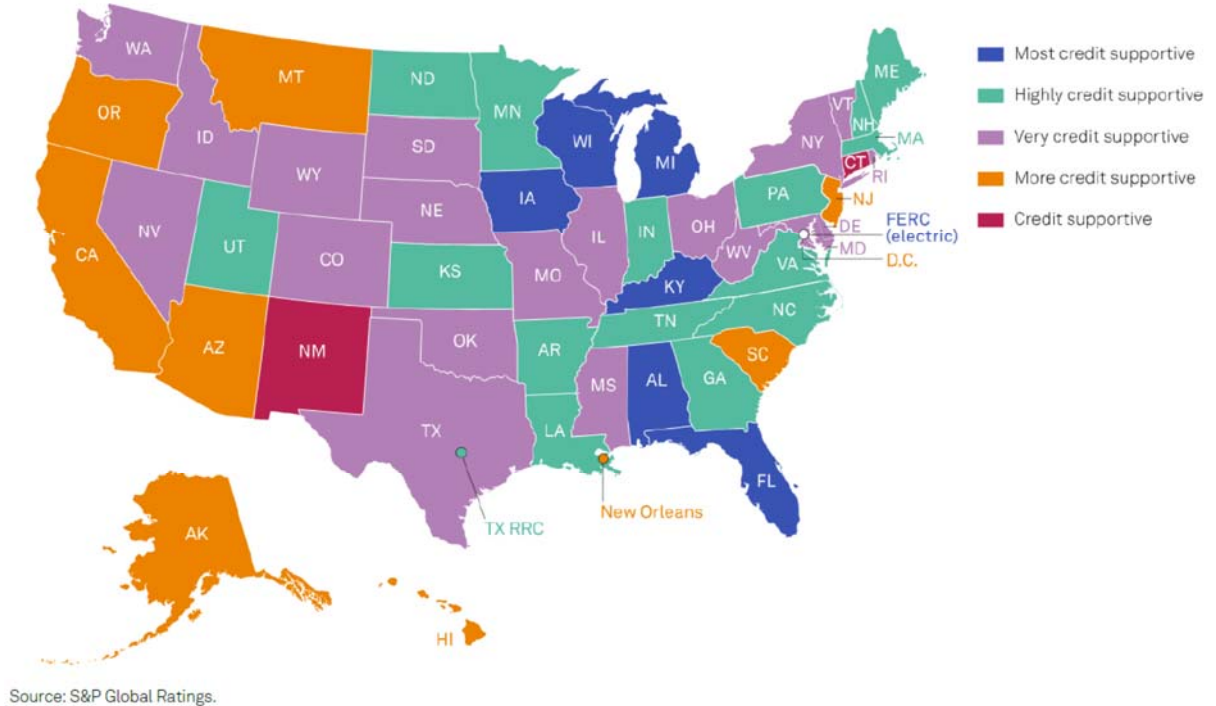 WA
MT
ND
MN
ME
OR
ID
SD
WI
MI
VT
NH
NY
MA
WY
CT
RI
IA
PA
NJ
NE
NV
UT
CO
IL
IN
OH
WV
DE
MD
FERC
(electric)
D.C.
CA
KS
MO
KY
VA
NC
TN
AZ
NM
OK
AR
SC
MS
AL
GA
TX
LA
FL
TX RRC
New Orleans
AK
HI
Most credit supportive
Highly credit supportive
Very credit supportive
More credit supportive
Credit supportive
Source: S&P Global Ratings.